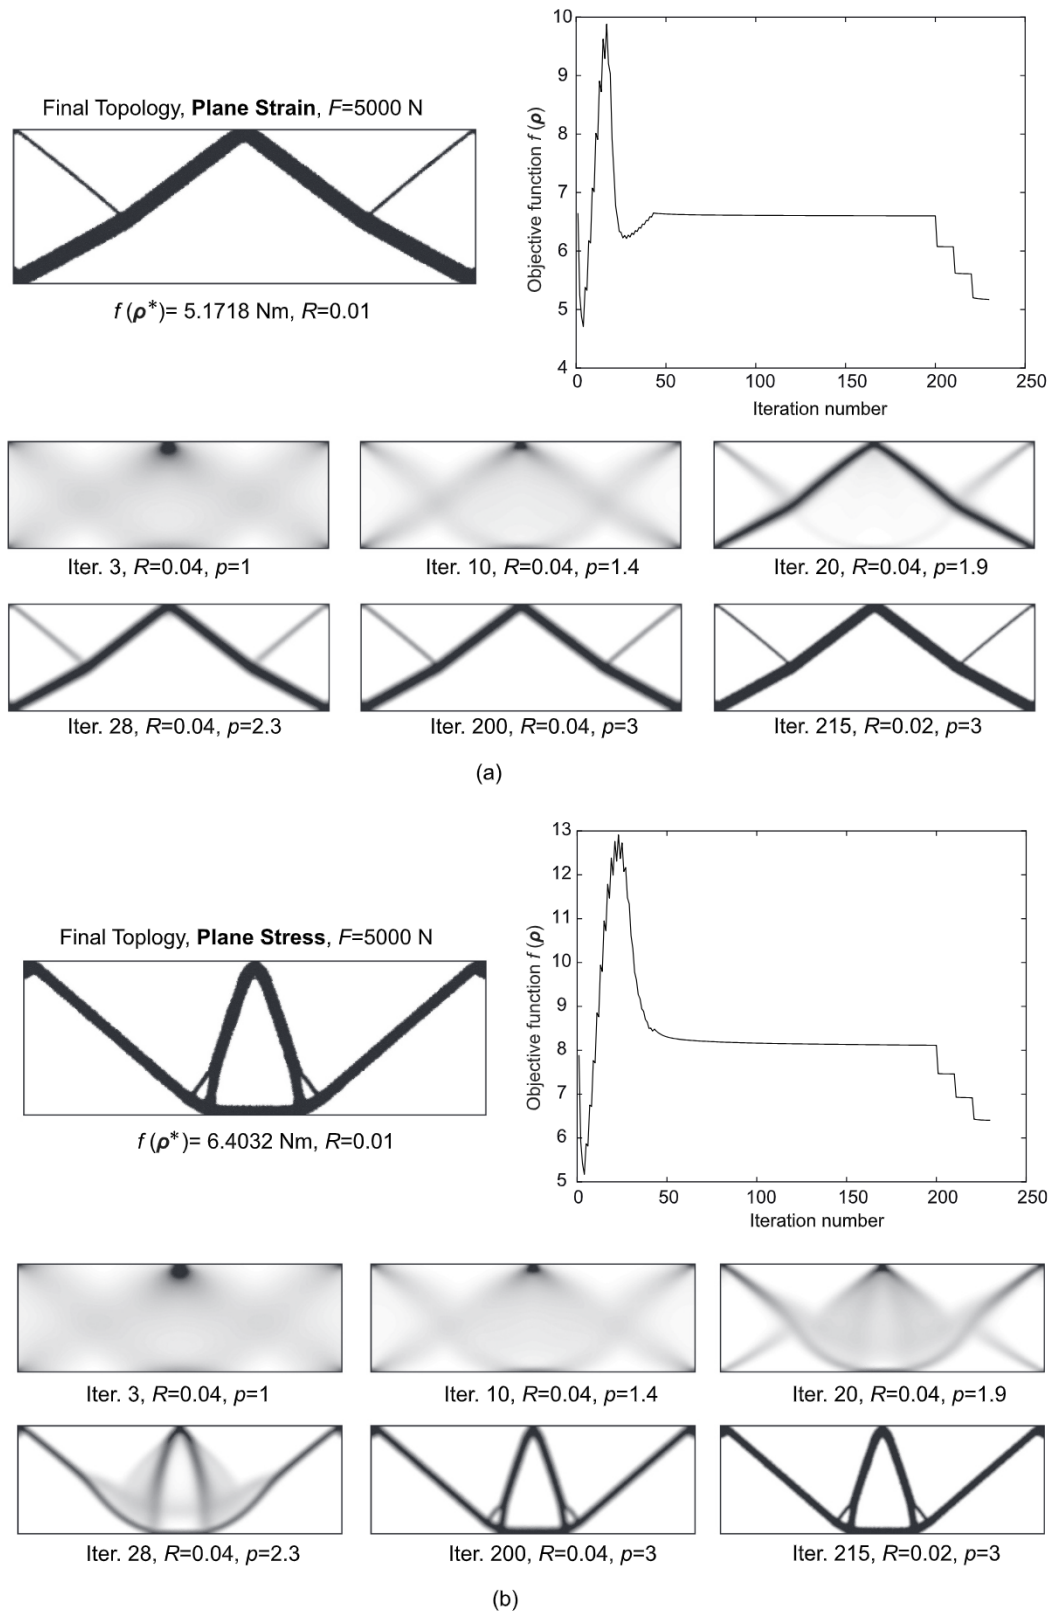 Final Topology, Plane Strain, F=5000 N
f (ρ*)= 5.1718 Nm, R=0.01
Objective function f (ρ)
10
9
8
7
6
5
4
0
50
100
150
200
250
Iteration number
Iter. 3, R=0.04, p=1
Iter. 10, R=0.04, p=1.4
Iter. 20, R=0.04, p=1.9
Iter. 28, R=0.04, p=2.3
Iter. 200, R=0.04, p=3
Iter. 215, R=0.02, p=3
(a)
Final Toplogy, Plane Stress, F=5000 N
f (ρ*)= 6.4032 Nm, R=0.01
Objective function f (ρ)
13
12
11
10
9
8
7
6
5
0
50
100
150
200
250
Iteration number
Iter. 3, R=0.04, p=1
Iter. 10, R=0.04, p=1.4
Iter. 20, R=0.04, p=1.9
Iter. 28, R=0.04, p=2.3
Iter. 200, R=0.04, p=3
Iter. 215, R=0.02, p=3
(b)